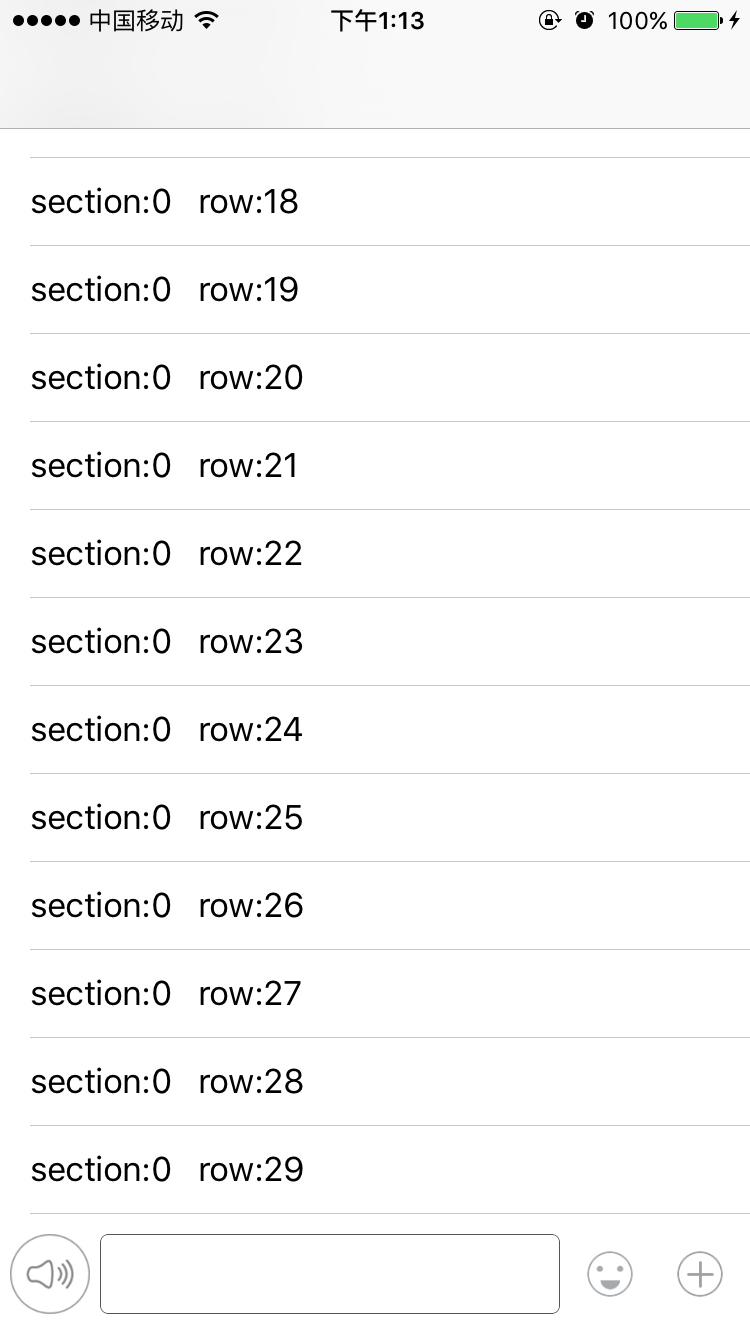 中国移动 下午1:13 100%
section:0 row:18
section:0 row:19
section:0 row:20
section:0 row:21
section:0 row:22
section:0 row:23
section:0 row:24
section:0 row:25
section:0 row:26
section:0 row:27
section:0 row:28
section:0 row:29